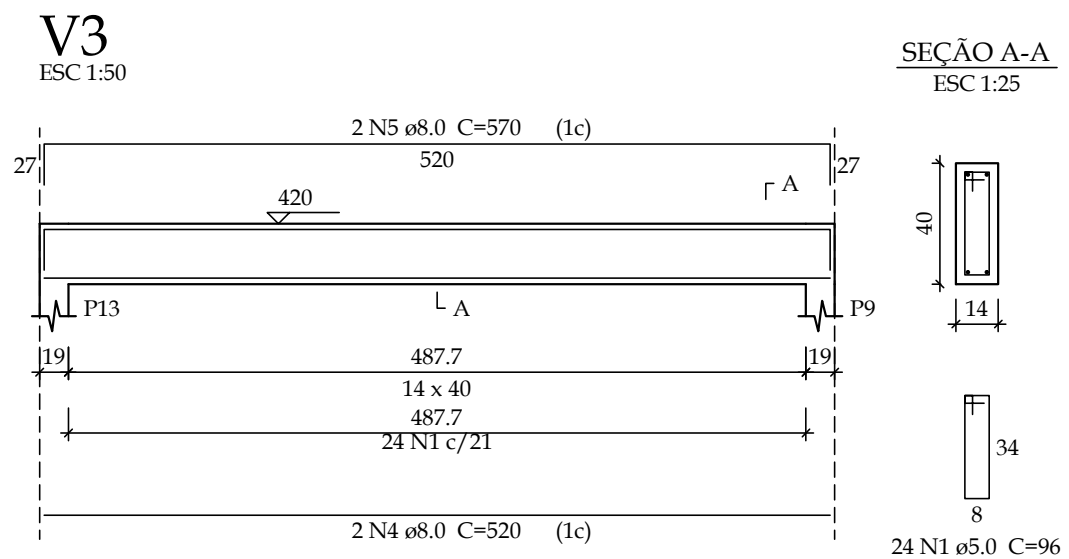 V3
ESC 1:50
SEÇÃO A-A
ESC 1:25
2 N5 ø8.0 C=570 (1c)
27
520
27
420
A
40
P13
A
P9
14
19
487.7
19
14 x 40
487.7
24 N1 c/21
34
8
2 N4 ø8.0 C=520 (1c)
24 N1 ø5.0 C=96